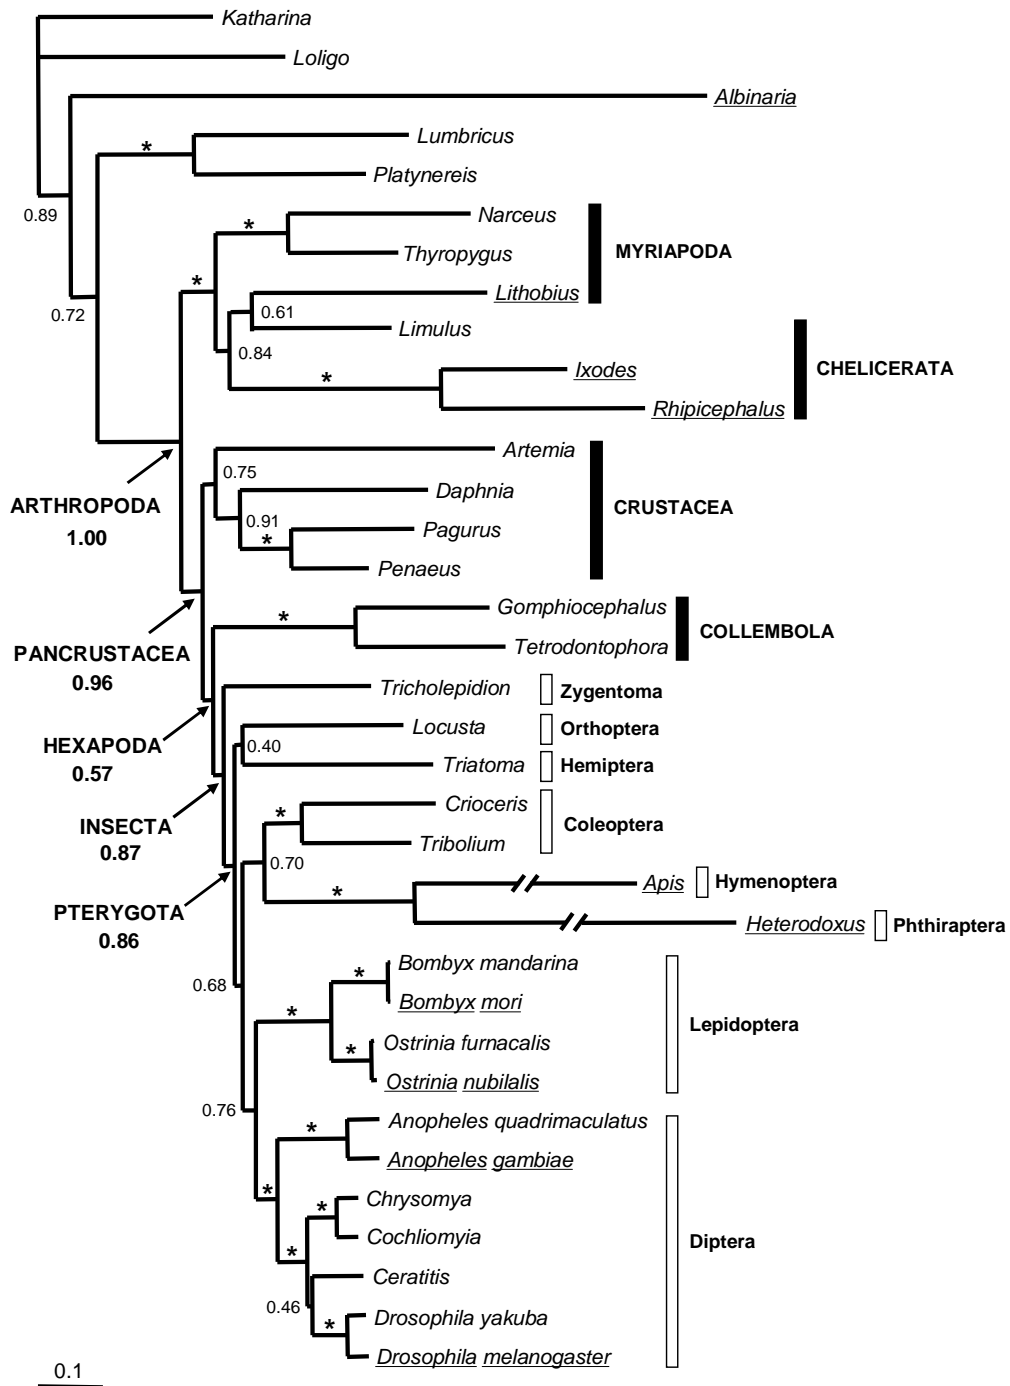 Katharina
Loligo
Albinaria
*
Lumbricus
Platynereis
0.89
Narceus
*
Thyropygus
MYRIAPODA
*
Lithobius
0.61
0.72
Limulus
0.84
Ixodes
CHELICERATA
*
Rhipicephalus
Artemia
0.75
Daphnia
ARTHROPODA
1.00
0.91
CRUSTACEA
Pagurus
*
Penaeus
Gomphiocephalus
*
COLLEMBOLA
Tetrodontophora
PANCRUSTACEA
0.96
Tricholepidion
Zygentoma
Locusta
Orthoptera
HEXAPODA
0.57
0.40
Triatoma
Hemiptera
Crioceris
*
Coleoptera
INSECTA
0.87
Tribolium
0.70
Apis
Hymenoptera
*
PTERYGOTA
0.86
Heterodoxus
Phthiraptera
Bombyx mandarina
*
0.68
Bombyx mori
*
Lepidoptera
Ostrinia furnacalis
*
Ostrinia nubilalis
0.76
Anopheles quadrimaculatus
*
Anopheles gambiae
*
Chrysomya
*
Cochliomyia
Diptera
*
Ceratitis
0.46
Drosophila yakuba
*
Drosophila melanogaster
0.1